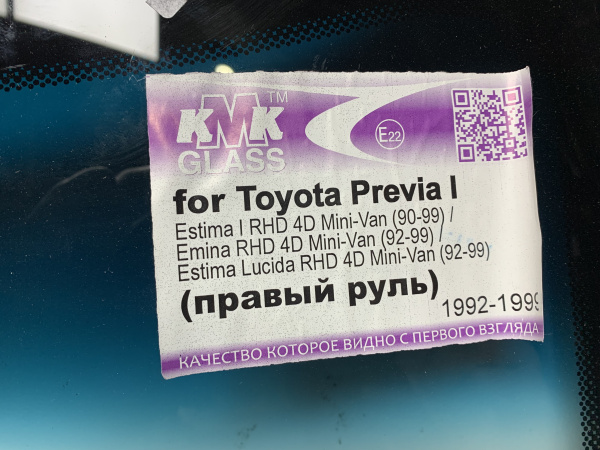 KMK TM
GLASS
E22
for Toyota Previa I
Estima I RHD 4D Mini-Van (90-99) /
Emina RHD 4D Mini-Van (92-99) /
Estima Lucida RHD 4D Mini-Van (92-99)
(правый руль)
1992-1999
КАЧЕСТВО КОТОРОЕ ВИДНО С ПЕРВОГО ВЗГЛЯДА